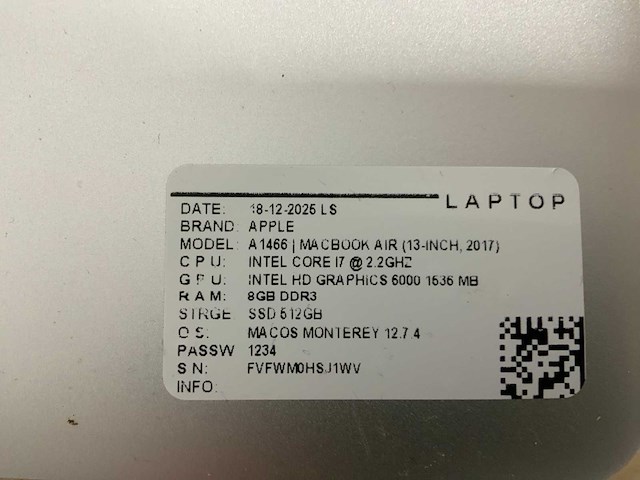 LAPTOP
DATE: 18-12-2025 LS
BRAND: APPLE
MODEL: A1466 | MACBOOK AIR (13-INCH, 2017)
CPU: INTEL CORE I7 @ 2.2GHZ
GPU: INTEL HD GRAPHICS 6000 1536 MB
RAM: 8GB DDR3
STRGE SSD 512GB
OS: MACOS MONTEREY 12.7.4
PASSW 1234
SN: FVFWM0HSJ1WV
INFO: